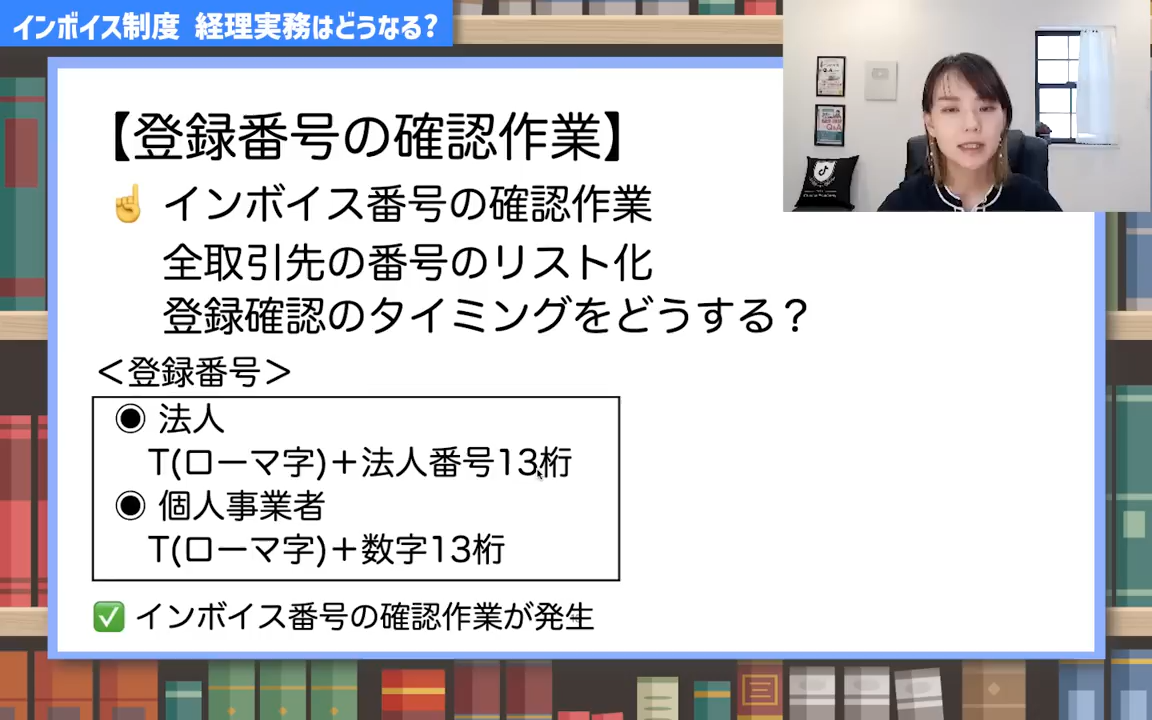 インボイス制度 経理実務はどうなる?
【登録番号の確認作業】
☝ インボイス番号の確認作業
全取引先の番号のリスト化
登録確認のタイミングをどうする？
＜登録番号＞
◉ 法人
T(ローマ字)＋法人番号13桁
◉ 個人事業者
T(ローマ字)＋数字13桁
✅ インボイス番号の確認作業が発生